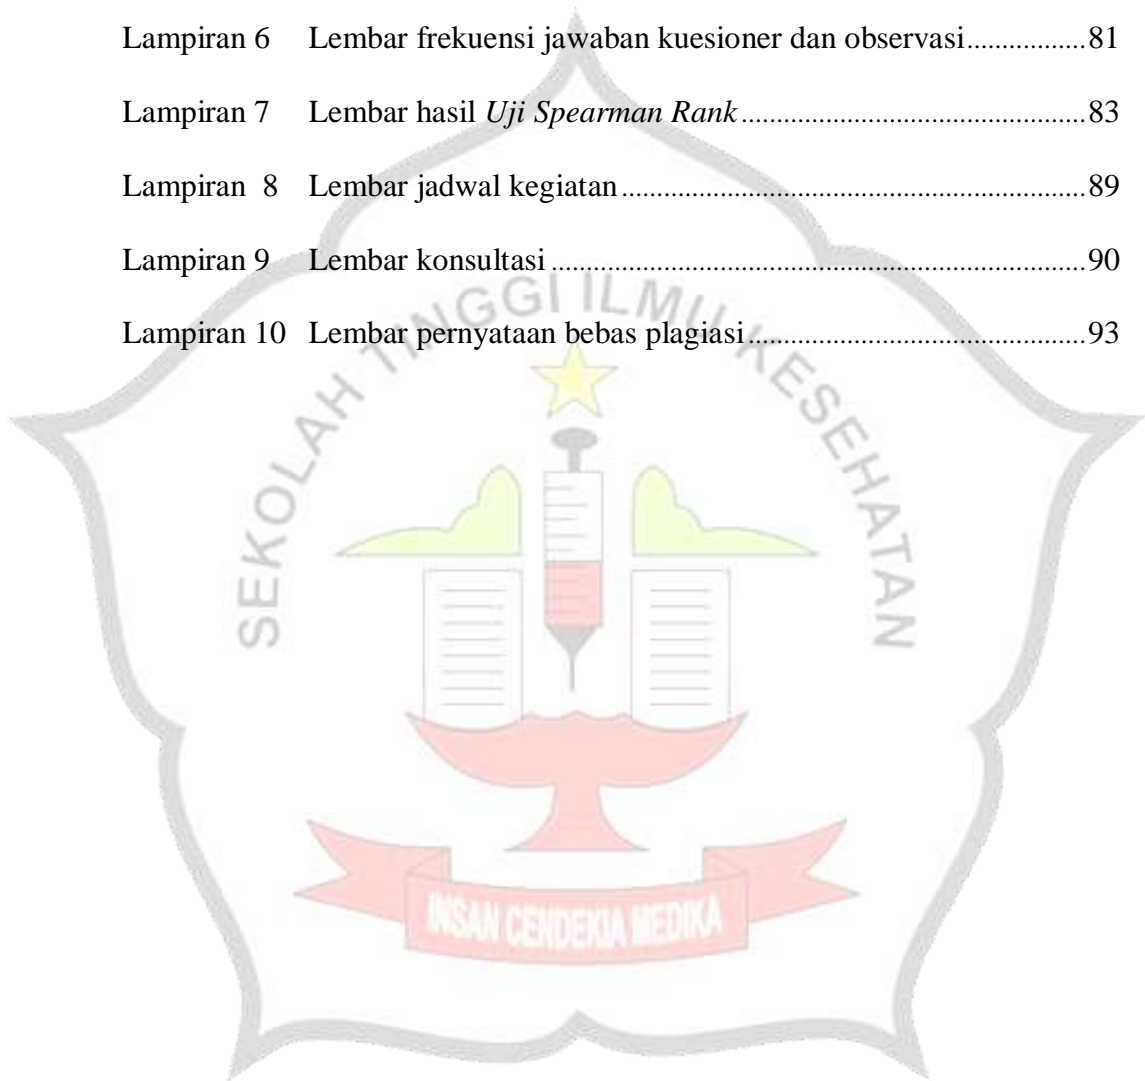 Lampiran 6 Lembar frekuensi jawaban kuesioner dan observasi................81
Lampiran 7 Lembar hasil Uji Spearman Rank..............................................83
Lampiran 8 Lembar jadwal kegiatan..............................................................89
Lampiran 9 Lembar konsultasi.......................................................................90
Lampiran 10 Lembar pernyataan bebas plagiasi.............................................93
SEKOLAH TINGGI ILMU KESEHATAN
INSAN CENDEKIA MEDIKA